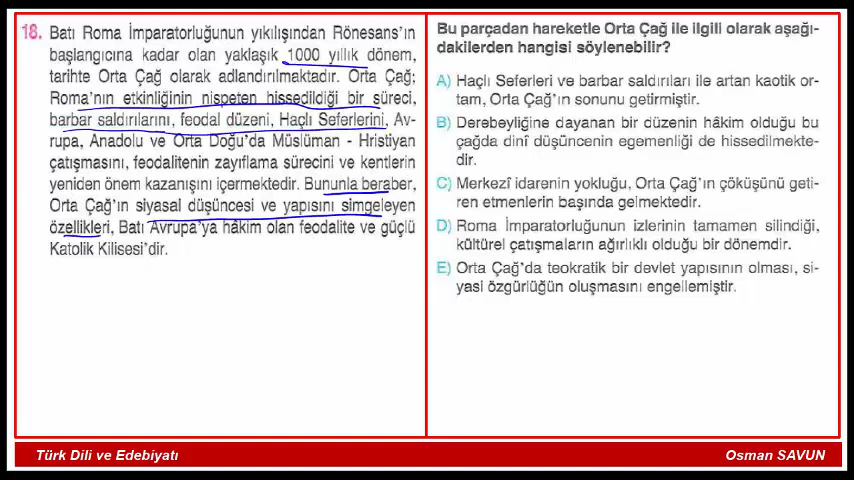 18. Batı Roma İmparatorluğunun yıkılışından Rönesans'ın
başlangıcına kadar olan yaklaşık 1000 yıllık dönem,
tarihte Orta Çağ olarak adlandırılmaktadır. Orta Çağ;
Roma'nın etkinliğinin nispeten hissedildiği bir süreci,
barbar saldırılarını, feodal düzeni, Haçlı Seferlerini, Av-
rupa, Anadolu ve Orta Doğu'da Müslüman - Hristiyan
çatışmasını, feodalitenin zayıflama sürecini ve kentlerin
yeniden önem kazanışını içermektedir. Bununla beraber,
Orta Çağ'ın siyasal düşüncesi ve yapısını simgeleyen
özellikleri, Batı Avrupa'ya hâkim olan feodalite ve güçlü
Katolik Kilisesi'dir.
Bu parçadan hareketle Orta Çağ ile ilgili olarak aşağı-
dakilerden hangisi söylenebilir?
A) Haçlı Seferleri ve barbar saldırıları ile artan kaotik or-
tam, Orta Çağ'ın sonunu getirmiştir.
B) Derebeyliğine dayanan bir düzenin hâkim olduğu bu
çağda dinî düşüncenin egemenliği de hissedilmekte-
dir.
C) Merkezî idarenin yokluğu, Orta Çağ'ın çöküşünü geti-
ren etmenlerin başında gelmektedir.
D) Roma İmparatorluğunun izlerinin tamamen silindiği,
kültürel çatışmaların ağırlıklı olduğu bir dönemdir.
E) Orta Çağ'da teokratik bir devlet yapısının olması, si-
yasi özgürlüğün oluşmasını engellemiştir.
Türk Dili ve Edebiyatı
Osman SAVUN